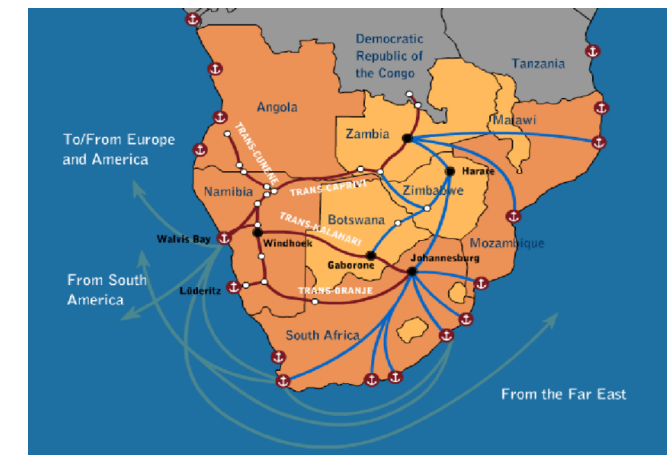 Democratic
Republic of
the Congo
Tanzania
Angola
Malawi
Zambia
To/From Europe
and America
TRANS-CUNENE
Harare
TRANS-CAPRIVI
Namibia
Zimbabwe
TRANS-KALAHARI
Botswana
Walvis Bay
Windhoek
Mozambique
Gaborone
Johannesburg
From South
America
Lüderitz
TRANS-ORANJE
South Africa
From the Far East